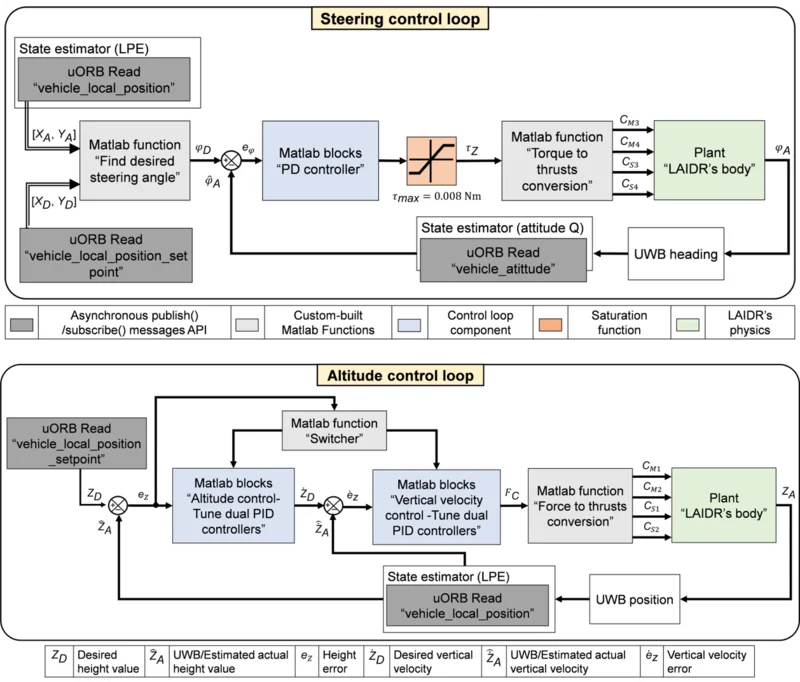 Steering control loop
State estimator (LPE)
uORB Read
“vehicle_local_position”
[X_A, Y_A]
[X_D, Y_D]
uORB Read
“vehicle_local_position_set
point”
Matlab function
“Find desired
steering angle”
φ_D
φ̂_A
e_φ
Matlab blocks
“PD controller”
τ_max = 0.008 Nm
τ_Z
Matlab function
“Torque to
thrusts
conversion”
C_M3
C_M4
C_S3
C_S4
Plant
“LAIDR’s body”
φ_A
State estimator (attitude Q)
uORB Read
“vehicle_atittude”
UWB heading
Asynchronous publish()
/subscribe() messages API
Custom-built
Matlab Functions
Control loop
component
Saturation
function
LAIDR’s
physics
Altitude control loop
uORB Read
“vehicle_local_position
_setpoint”
Matlab function
“Switcher”
Z_D
Z̃_A
e_z
Matlab blocks
“Altitude control-
Tune dual PID
controllers”
Ż_D
ė_z
Matlab blocks
“Vertical velocity
control -Tune dual
PID controllers”
F_C
Matlab function
“Force to thrusts
conversion”
C_M1
C_M2
C_S1
C_S2
Plant
“LAIDR’s body”
Z_A
State estimator (LPE)
uORB Read
“vehicle_local_position”
UWB position
Z_D
Desired
height value
Z̃_A
UWB/Estimated actual
height value
e_z
Height
error
Ż_D
Desired vertical
velocity
UWB/Estimated actual
vertical velocity
ė_z
Vertical velocity
error